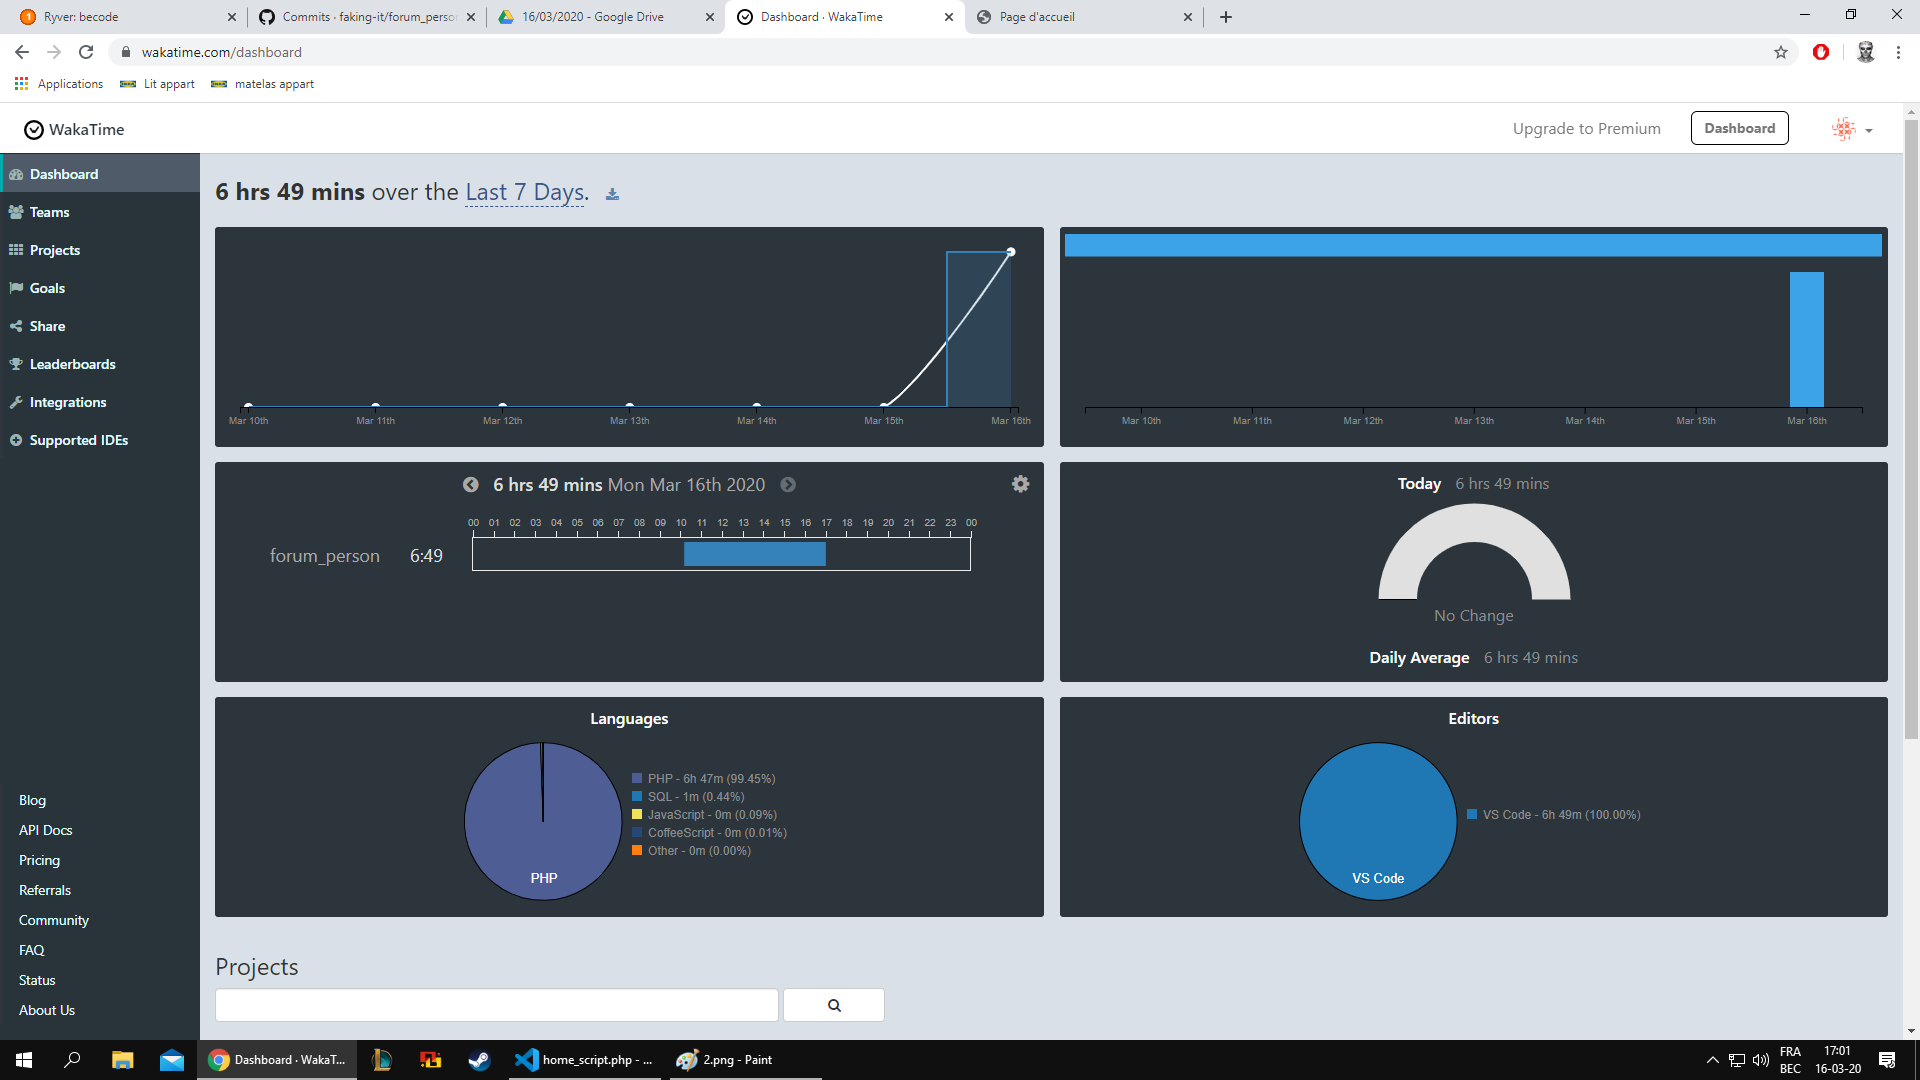 Ryver: becode
Commits · faking-it/forum_perso
16/03/2020 - Google Drive
Dashboard · WakaTime
Page d'accueil
wakatime.com/dashboard
Applications
Lit appart
matelas appart
WakaTime
Upgrade to Premium
Dashboard
Dashboard
Teams
Projects
Goals
Share
Leaderboards
Integrations
Supported IDEs
Blog
API Docs
Pricing
Referrals
Community
FAQ
Status
About Us
6 hrs 49 mins over the Last 7 Days.
Mar 10th Mar 11th Mar 12th Mar 13th Mar 14th Mar 15th Mar 16th
Mar 10th Mar 11th Mar 12th Mar 13th Mar 14th Mar 15th Mar 16th
6 hrs 49 mins Mon Mar 16th 2020
00 01 02 03 04 05 06 07 08 09 10 11 12 13 14 15 16 17 18 19 20 21 22 23 00
forum_person 6:49
Today 6 hrs 49 mins
No Change
Daily Average 6 hrs 49 mins
Languages
PHP - 6h 47m (99.45%)
SQL - 1m (0.44%)
JavaScript - 0m (0.09%)
CoffeeScript - 0m (0.01%)
Other - 0m (0.00%)
PHP
Editors
VS Code - 6h 49m (100.00%)
VS Code
Projects
Dashboard · WakaT...
home_script.php - ...
2.png - Paint
FRA
BEC
17:01
16-03-20